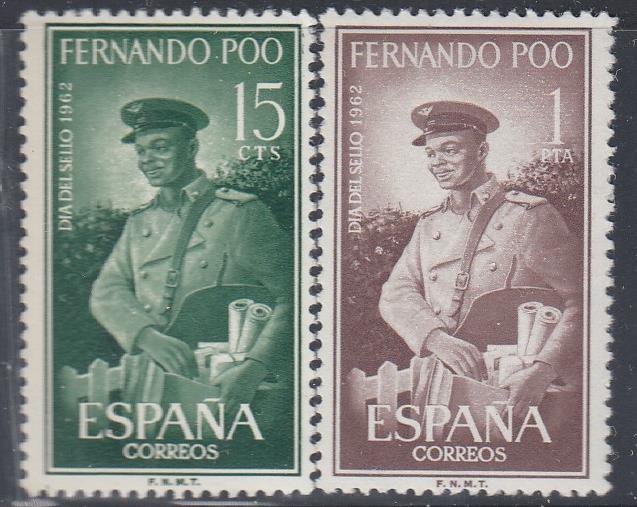 FERNANDO POO
DIA DEL SELLO 1962
15
CTS
ESPAÑA
CORREOS
F. N. M. T.
FERNANDO POO
DIA DEL SELLO 1962
1
PTA
ESPAÑA
CORREOS
F. N. M. T.